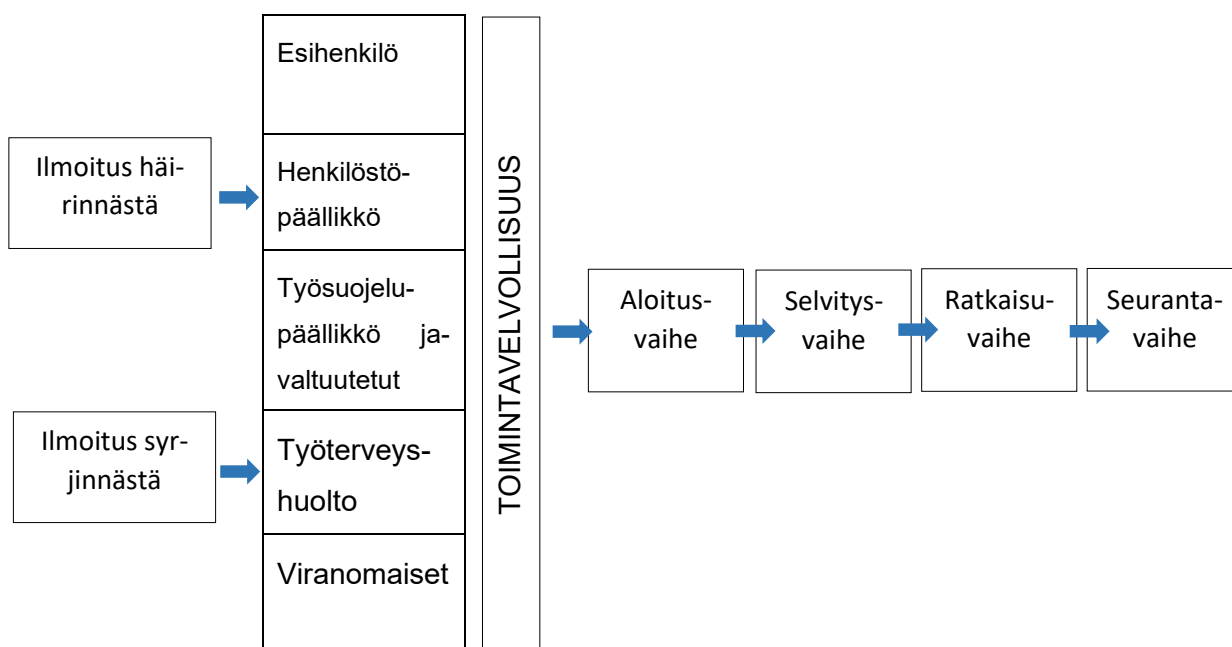 Ilmoitus häi-
rinnästä
Ilmoitus syr-
jinnästä
Esihenkilö
Henkilöstö-
päällikkö
Työsuojelu-
päällikkö ja-
valtuutetut
Työterveys-
huolto
Viranomaiset
TOIMINTAVELVOLLISUUS
Aloitus-
vaihe
Selvitys-
vaihe
Ratkaisu-
vaihe
Seuranta-
vaihe